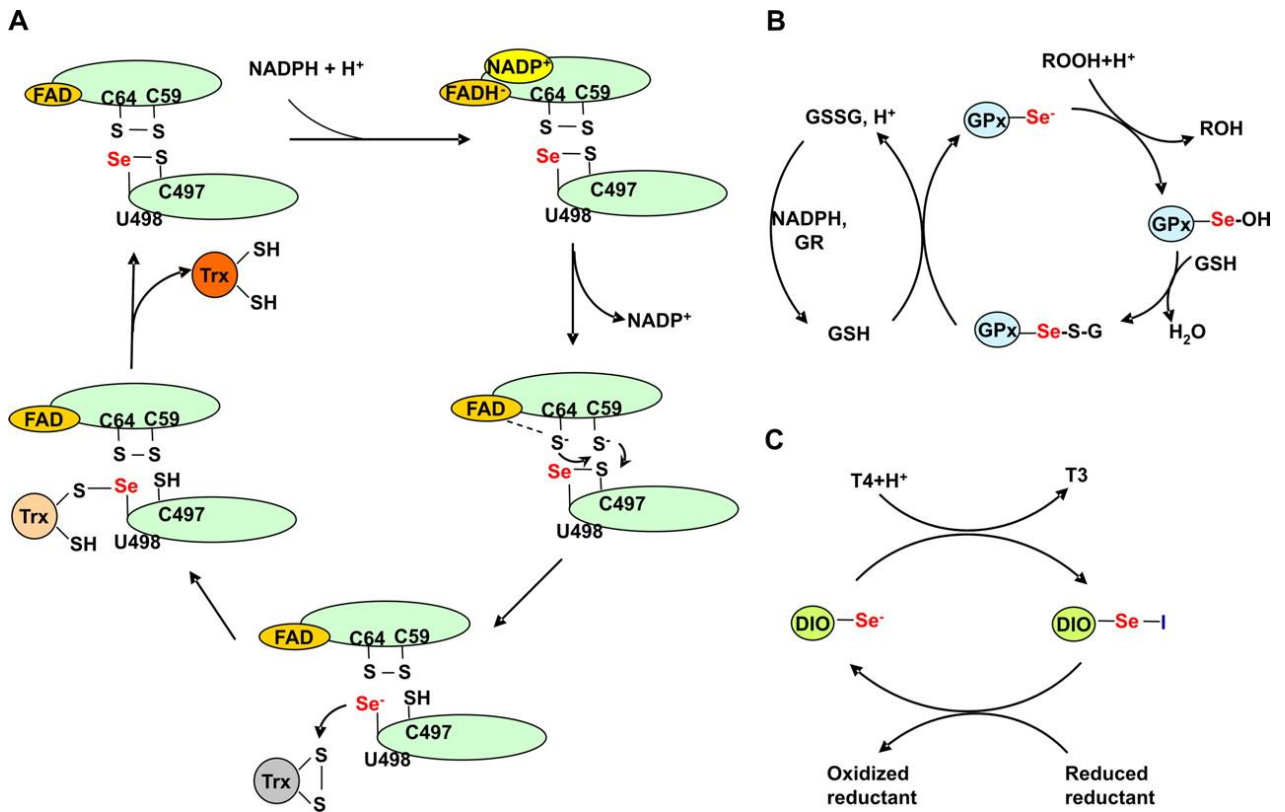 A
NADPH + H⁺
FAD
C64 C59
S – S
Se – S
C497
U498
NADP⁺
FADH⁻
C64 C59
S – S
Se – S
C497
U498
NADP⁺
FAD
C64 C59
S⁻ S⁻
Se – S
C497
U498
FAD
C64 C59
S – S
Se⁻ SH
C497
U498
Trx
S
S
FAD
C64 C59
S – S
S – Se SH
Trx
C497
SH U498
Trx
SH
SH
B
ROOH+H⁺
GSSG, H⁺
GPx – Se⁻
ROH
NADPH,
GR
GPx – Se-OH
GSH
GSH
GPx – Se-S-G
H₂O
C
T4+H⁺
T3
DIO – Se⁻
DIO – Se – I
Oxidized
reductant
Reduced
reductant